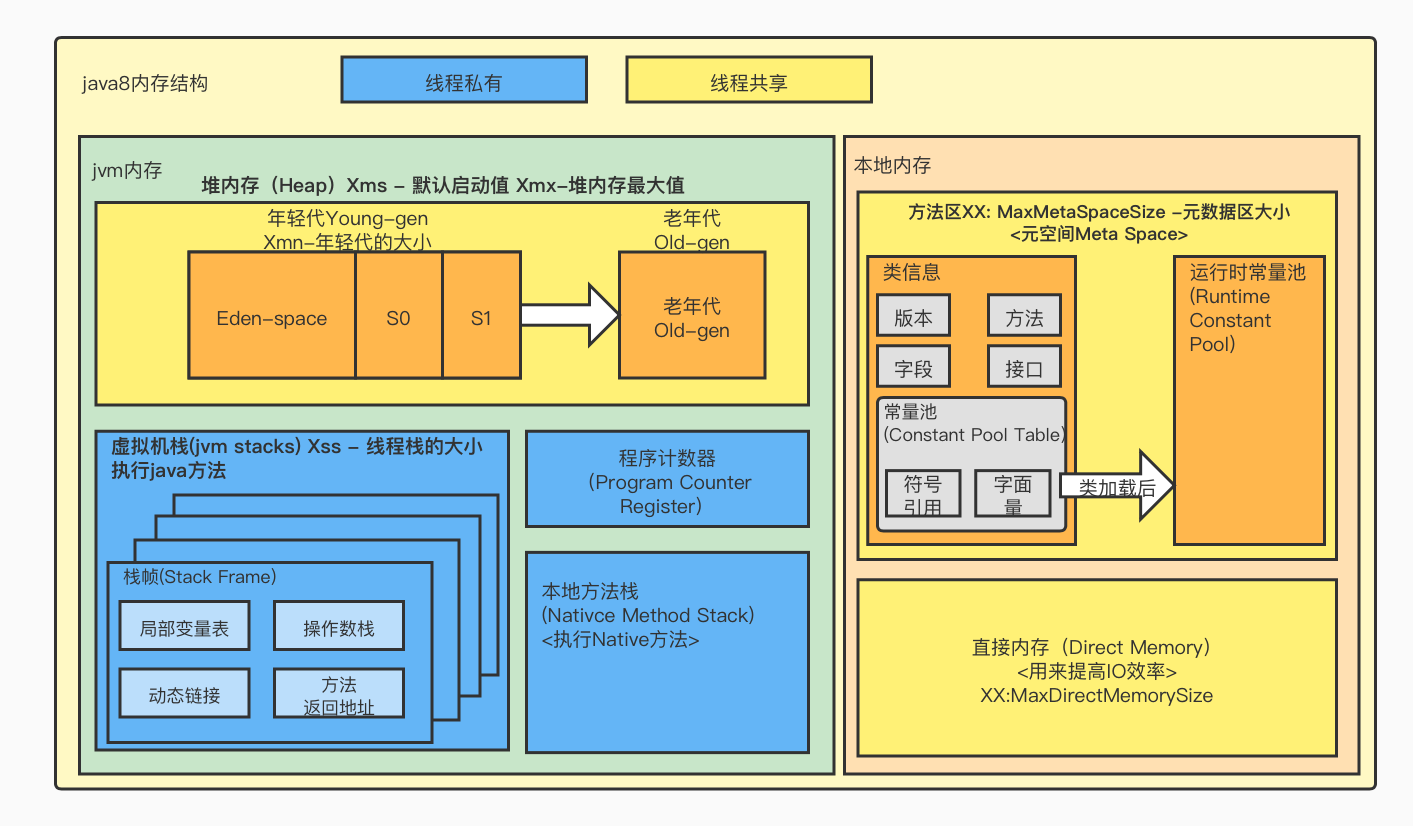 java8内存结构
线程私有
线程共享
jvm内存
堆内存（Heap）Xms - 默认启动值 Xmx-堆内存最大值
年轻代Young-gen
Xmn-年轻代的大小
老年代
Old-gen
Eden-space
S0
S1
老年代
Old-gen
虚拟机栈(jvm stacks) Xss - 线程栈的大小
执行java方法
栈帧(Stack Frame)
局部变量表
操作数栈
动态链接
方法
返回地址
程序计数器
(Program Counter
Register)
本地方法栈
(Nativce Method Stack)
<执行Native方法>
本地内存
方法区XX: MaxMetaSpaceSize -元数据区大小
<元空间Meta Space>
类信息
版本
方法
字段
接口
常量池
(Constant Pool Table)
符号
引用
字面
量
类加载后
运行时常量池
(Runtime
Constant
Pool)
直接内存（Direct Memory）
<用来提高IO效率>
XX:MaxDirectMemorySize